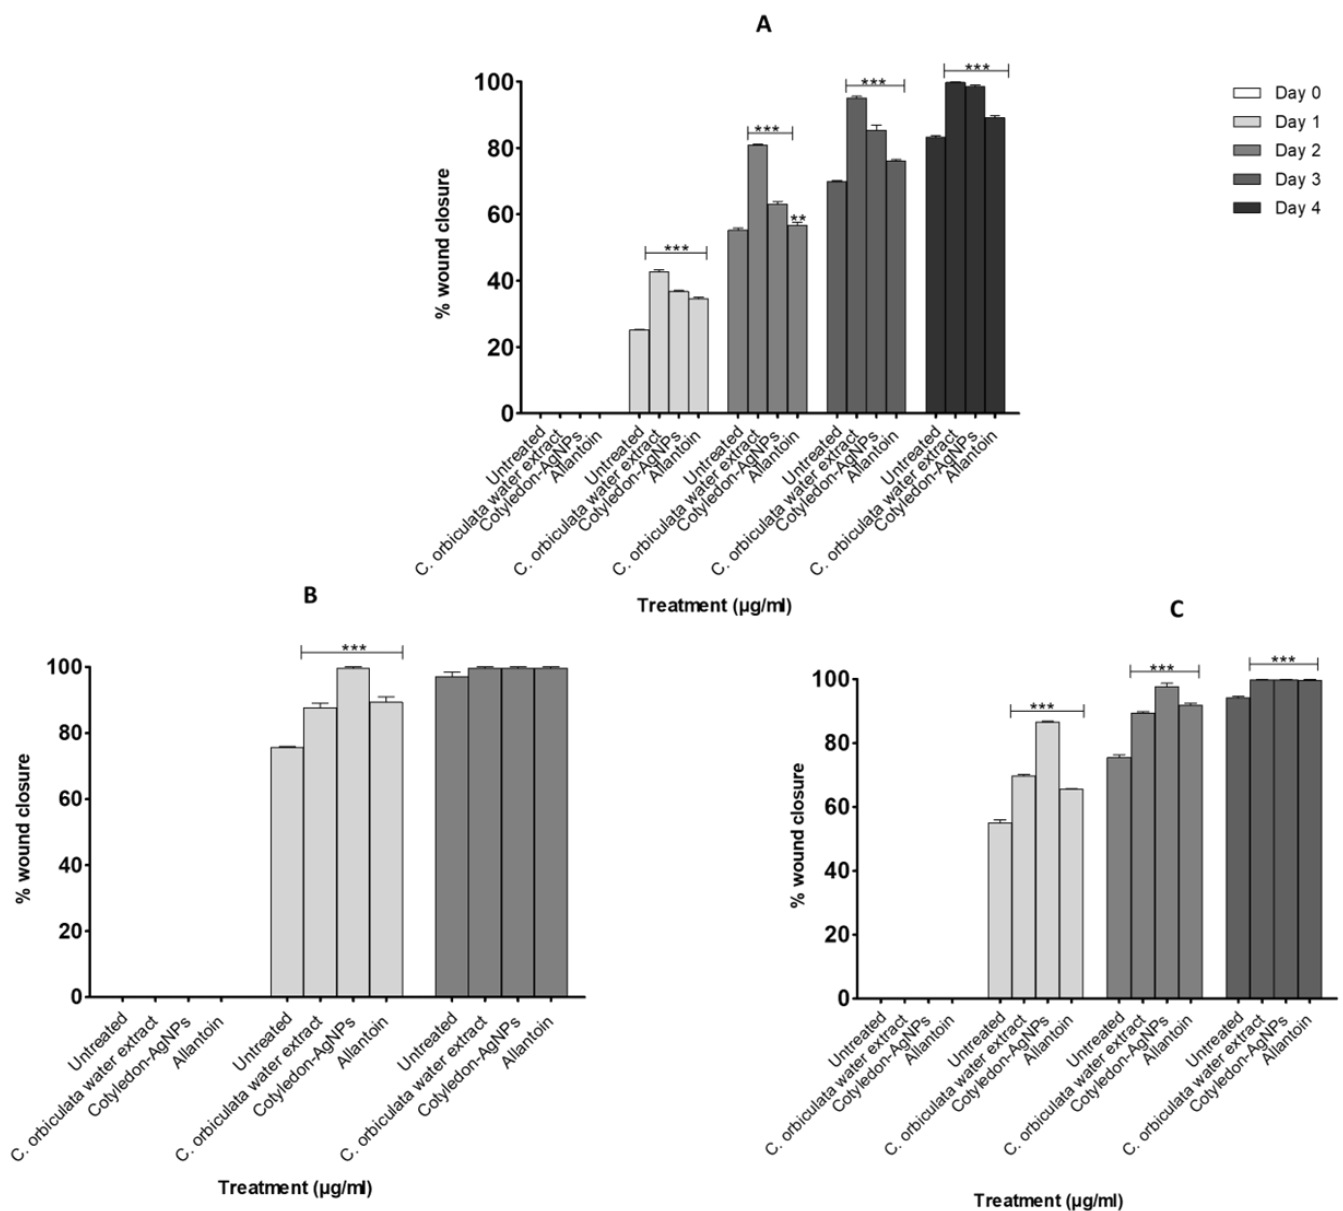 A
100
80
60
40
20
0
% wound closure
***
***
**
***
***
Day 0
Day 1
Day 2
Day 3
Day 4
Untreated
C. orbiculata water extract
Cotyledon-AgNPs
Allantoin
Untreated
C. orbiculata water extract
Cotyledon-AgNPs
Allantoin
Untreated
C. orbiculata water extract
Cotyledon-AgNPs
Allantoin
Untreated
C. orbiculata water extract
Cotyledon-AgNPs
Allantoin
Untreated
C. orbiculata water extract
Cotyledon-AgNPs
Allantoin
Treatment (µg/ml)
B
100
80
60
40
20
0
% wound closure
***
Untreated
C. orbiculata water extract
Cotyledon-AgNPs
Allantoin
Untreated
C. orbiculata water extract
Cotyledon-AgNPs
Allantoin
Untreated
C. orbiculata water extract
Cotyledon-AgNPs
Allantoin
Treatment (µg/ml)
C
100
80
60
40
20
0
% wound closure
***
***
***
Untreated
C. orbiculata water extract
Cotyledon-AgNPs
Allantoin
Untreated
C. orbiculata water extract
Cotyledon-AgNPs
Allantoin
Untreated
C. orbiculata water extract
Cotyledon-AgNPs
Allantoin
Untreated
C. orbiculata water extract
Cotyledon-AgNPs
Allantoin
Treatment (µg/ml)